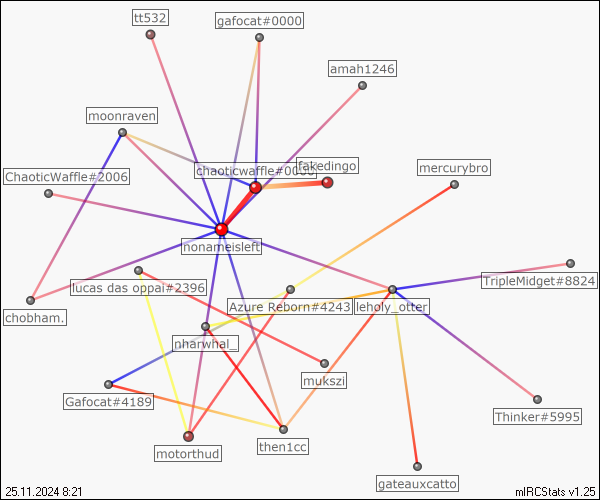 tt532
gafocat#0000
amah1246
moonraven
chaoticwaffle#0000
fakedingo
mercurybro
ChaoticWaffle#2006
nonameisleft
TripleMidget#8824
lucas das oppai#2396
Azure Reborn#4243
leholy_otter
chobham.
nharwhal_
mukszi
Gafocat#4189
Thinker#5995
motorthud
then1cc
gateauxcatto
25.11.2024 8:21
mIRCStats v1.25